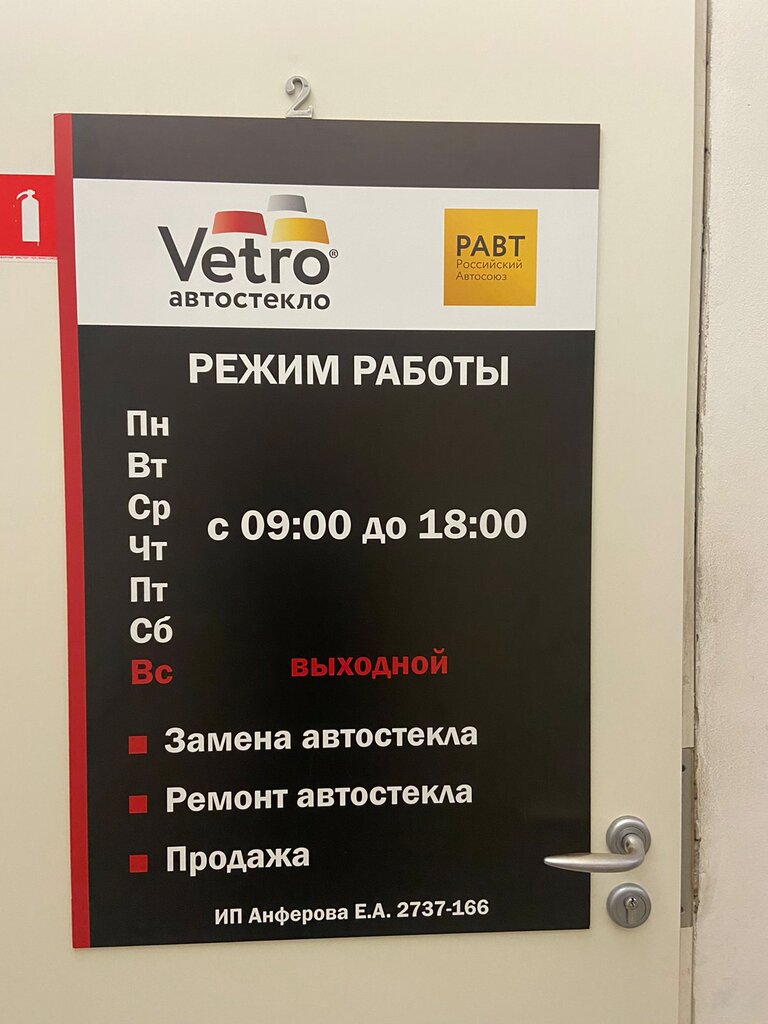 2
Vetro®
автостекло
РАВТ
Российский
Автосоюз
РЕЖИМ РАБОТЫ
Пн
Вт
Ср
с 09:00 до 18:00
Чт
Пт
Сб
Вс выходной
Замена автостекла
Ремонт автостекла
Продажа
ИП Анферова Е.А. 2737-166